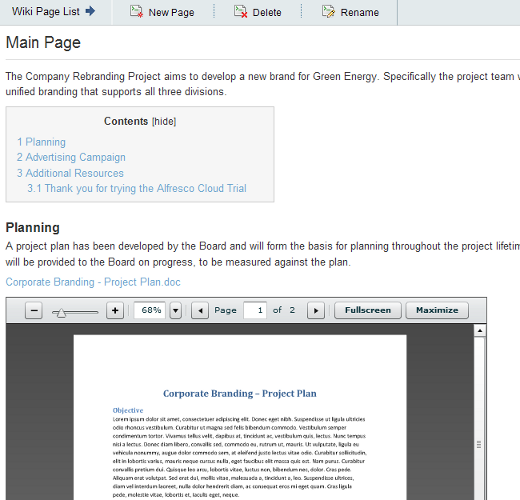 Wiki Page List New Page Delete Rename
Main Page
The Company Rebranding Project aims to develop a new brand for Green Energy. Specifically the project team
unified branding that supports all three divisions.
Contents [hide]
1 Planning
2 Advertising Campaign
3 Additional Resources
3.1 Thank you for trying the Alfresco Cloud Trial
Planning
A project plan has been developed by the Board and will form the basis for planning throughout the project lifetim
will be provided to the Board on progress, to be measured against the plan.
Corporate Branding - Project Plan.doc
68% Page 1 of 2 Fullscreen Maximize
Corporate Branding – Project Plan
Objective
Lorem ipsum dolor sit amet, consectetuer adipiscing elit. Donec eget nibh. Suspendisse ut ligula ultricies
odio rhoncus vestibulum. Curabitur ut magna sed felis bibendum commodo. Vestibulum semper
condimentum tortor. Vivamus tellus velit, dapibus at, tincidunt ac, vestibulum quis, lectus. Nunc tempus
nisi a lectus. Donec diam libero, convallis sed, commodo eu, rutrum ut, mauris. Ut vulputate, ligula eu
vehicula nonummy, augue dolor commodo sem, at eleifend justo lectus vitae odio. Curabitur sollicitudin,
elit in lobortis varius, mauris neque cursus nulla, eget faucibus elit massa quis est. Nam purus. Curabitur
convallis pretium dui. Quisque leo arcu, lobortis vitae, luctus non, bibendum nec, dolor. Cras pede.
Aliquam erat volutpat. Sed erat dui, mollis vitae, malesuada a, tincidunt a, leo. Suspendisse ultrices,
diam vel interdum laoreet, nulla dolor hendrerit diam, ac consequat eros mi eget quam. Cras ligula
pede, molestie vitae, lobortis et, iaculis eget, neque.